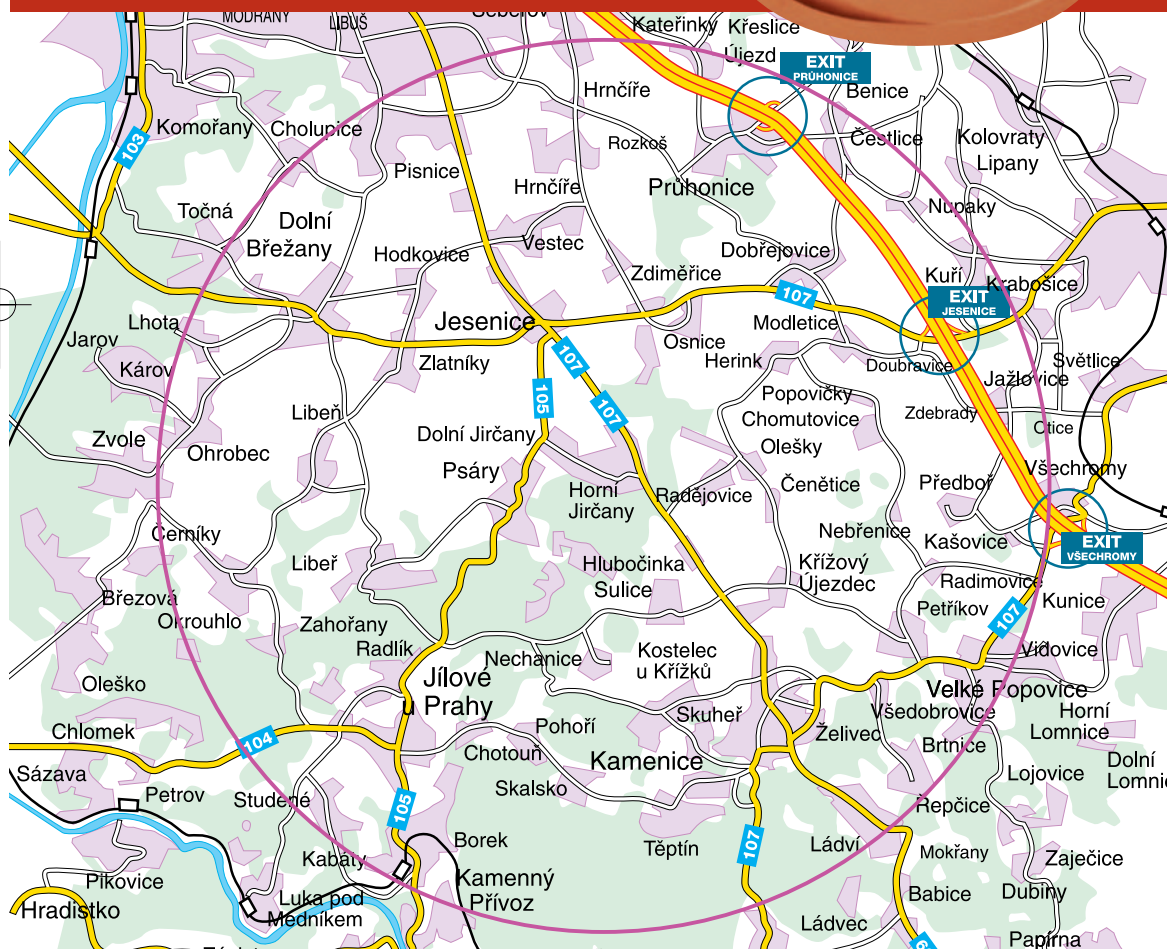 MODŘANY
LIBUŠ
Šeberov
Kateřinky
Křeslice
Újezd
EXIT
PRŮHONICE
Hrnčíře
Benice
Komořany
Cholupice
Rozkoš
Čestlice
Kolovraty
Lipany
103
Pisnice
Hrnčíře
Průhonice
Točná
Dolní
Břežany
Nupaky
Hodkovice
Vestec
Dobřejovice
Zdiměřice
Kuří
Krabošice
107
EXIT
JESENICE
Lhota
Jesenice
Modletice
Jarov
Osnice
Károv
Zlatníky
107
Herink
Doubravice
Světlice
Jažlovice
105
107
Popovičky
Libeň
Chomutovice
Zdebrady
Otice
Zvole
Ohrobec
Dolní Jirčany
Olešky
Psáry
Všechromy
Horní
Jirčany
Radějovice
Čenětice
Předboř
Černíky
Nebřenice
Kašovice
EXIT
VŠECHROMY
Libeř
Hlubočinka
Sulice
Křížový
Újezdec
Radimovice
Březová
Okrouhlo
Petříkov
107
Kunice
Zahořany
Radlík
Nechanice
Kostelec
u Křížků
Vidovice
Oleško
Jílové
u Prahy
Velké Popovice
Chlomek
104
Pohoří
Skuheř
Všedobrovice
Horní
Lomnice
Želivec
Chotouň
Kamenice
Brtnice
Dolní
Lomnic
Sázava
Lojovice
Petrov
Studené
Skalsko
105
Řepčice
107
Borek
Těptín
Ládví
Mokřany
Zaječice
Kabáty
Pikovice
Kamenný
Přívoz
Luka pod
Medníkem
Babice
Dubiny
Hradistko
Ládvec
Papírna